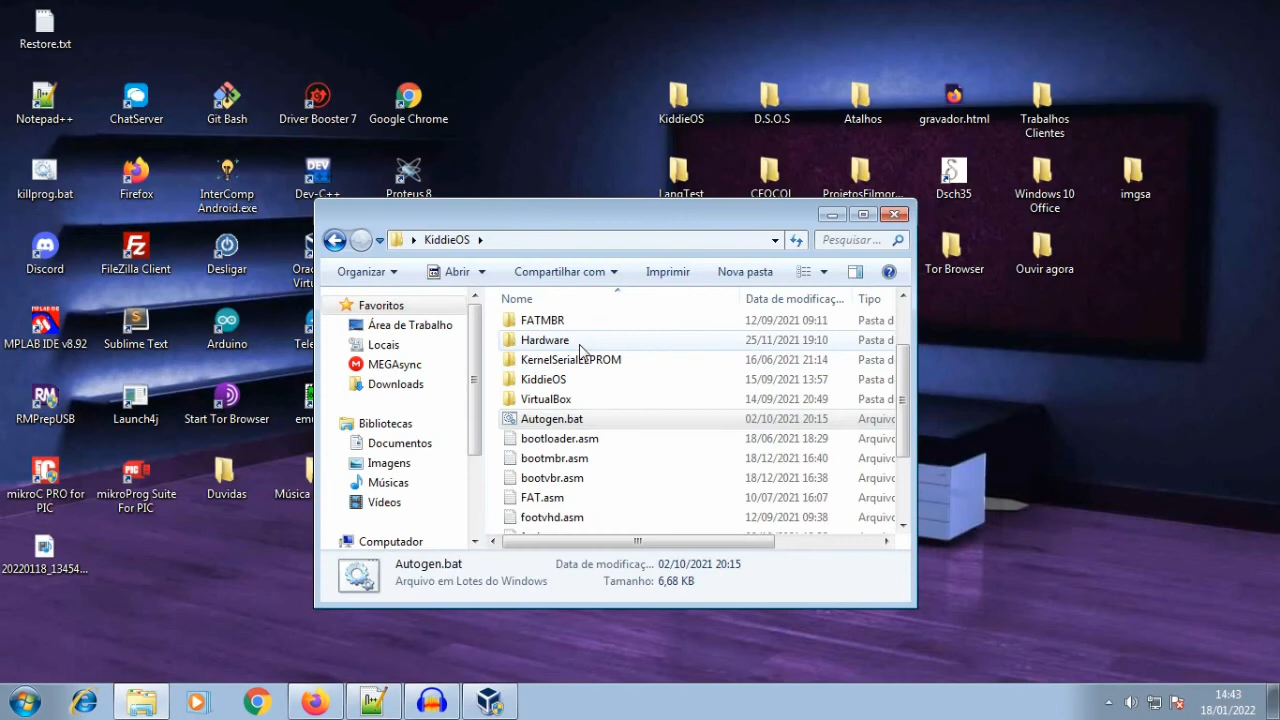 Restore.txt
Notepad++
ChatServer
Git Bash
Driver Booster 7
Google Chrome
KiddieOS
D.S.O.S
Atalhos
gravador.html
Trabalhos
Clientes
killprog.bat
Firefox
InterComp
Android.exe
Dev-C++
Proteus 8
LangTest
CEOCOL
ProjetosFilmor...
Dsch35
Windows 10
Office
imgsa
Discord
FileZilla Client
Desligar
Orac
Virtu
Tor Browser
Ouvir agora
MPLAB IDE v8.92
Sublime Text
Arduino
Tele
RMPrepUSB
Launch4j
Start Tor Browser
emu
mikroC PRO for
PIC
mikroProg Suite
For PIC
Duvidas
Música
20220118_13454...
KiddieOS
Pesquisar ...
Organizar
Abrir
Compartilhar com
Imprimir
Nova pasta
Favoritos
Área de Trabalho
Locais
MEGAsync
Downloads
Bibliotecas
Documentos
Imagens
Músicas
Vídeos
Computador
Nome Data de modificaç... Tipo
FATMBR 12/09/2021 09:11 Pasta d
Hardware 25/11/2021 19:10 Pasta d
KernelSerialEEPROM 16/06/2021 21:14 Pasta d
KiddieOS 15/09/2021 13:57 Pasta d
VirtualBox 14/09/2021 20:49 Pasta d
Autogen.bat 02/10/2021 20:15 Arquivo
bootloader.asm 18/06/2021 18:29 Arquivo
bootmbr.asm 18/12/2021 16:40 Arquivo
bootvbr.asm 18/12/2021 16:38 Arquivo
FAT.asm 10/07/2021 16:07 Arquivo
footvhd.asm 12/09/2021 09:38 Arquivo
Autogen.bat Data de modificaç... 02/10/2021 20:15
Arquivo em Lotes do Windows Tamanho: 6,68 KB
14:43
18/01/2022